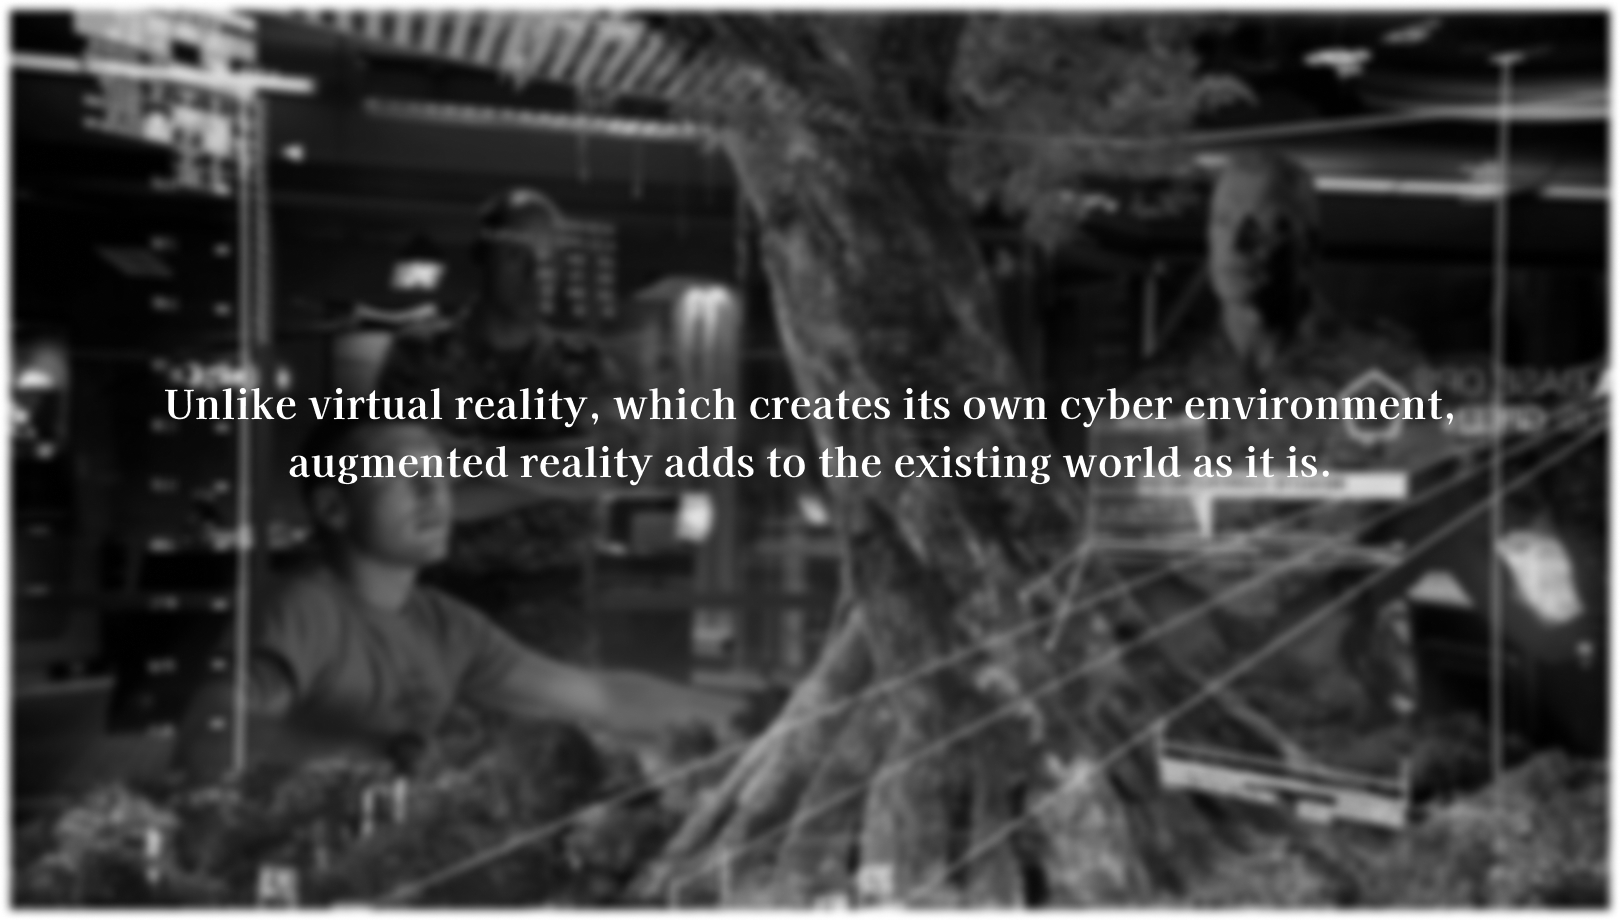 Unlike virtual reality, which creates its own cyber environment,
augmented reality adds to the existing world as it is.